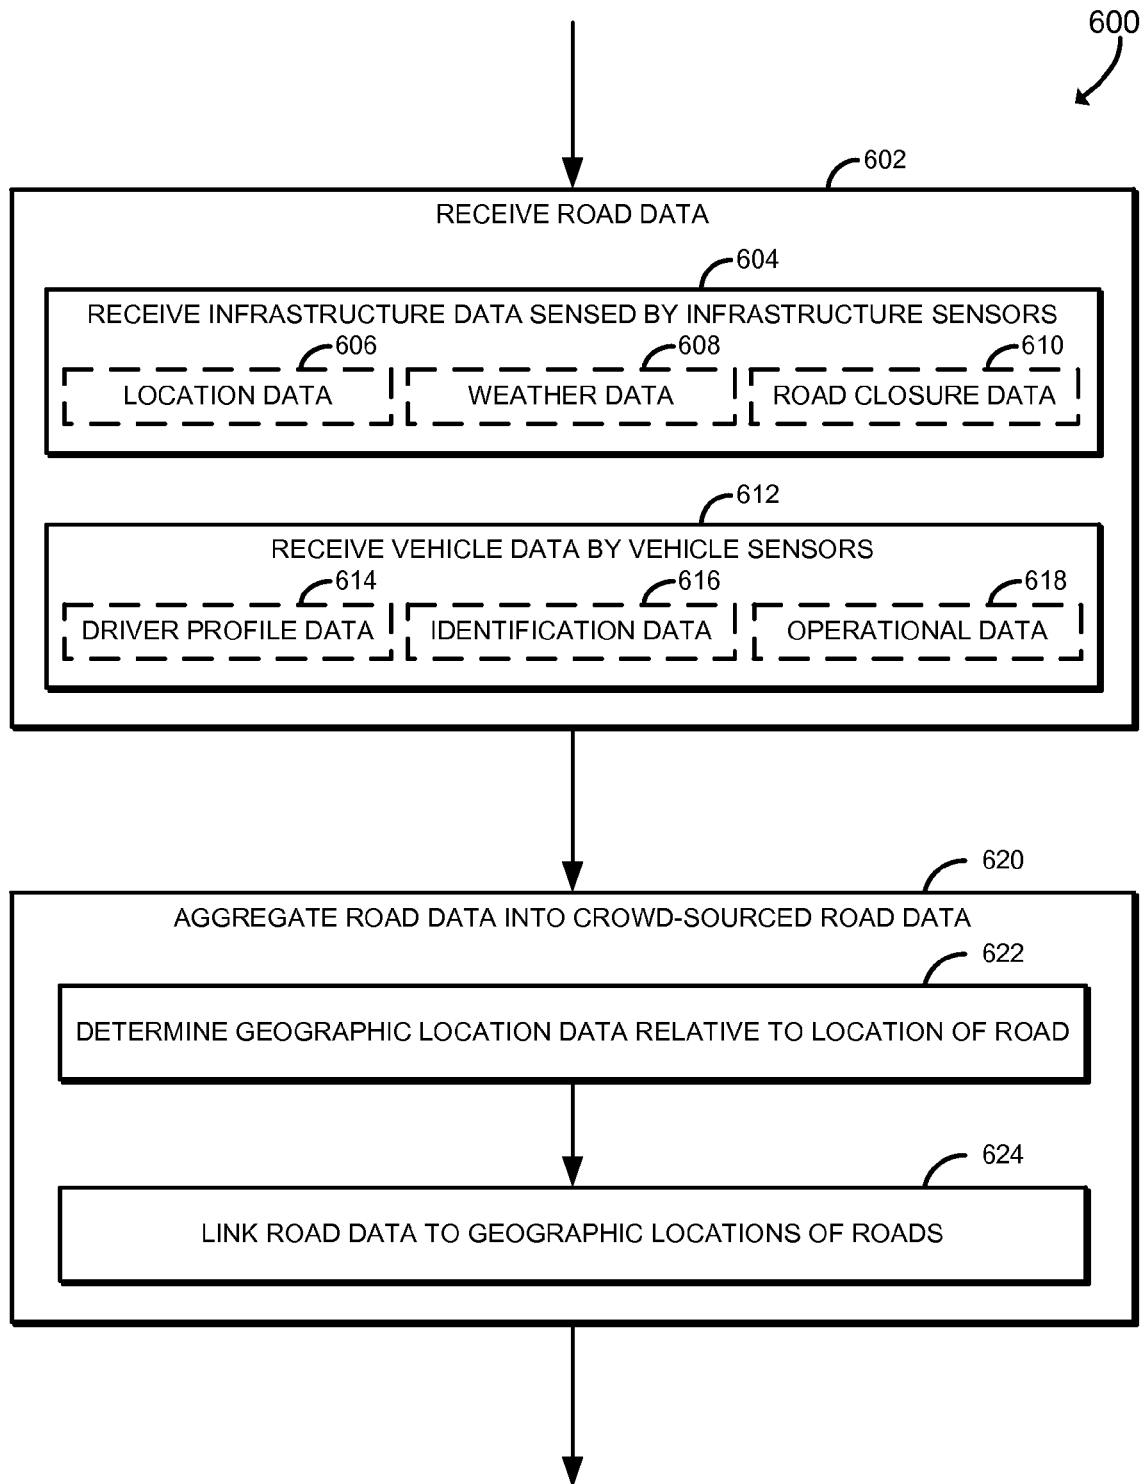 600
602
RECEIVE ROAD DATA
604
RECEIVE INFRASTRUCTURE DATA SENSED BY INFRASTRUCTURE SENSORS
606
608
610
LOCATION DATA
WEATHER DATA
ROAD CLOSURE DATA
612
RECEIVE VEHICLE DATA BY VEHICLE SENSORS
614
616
618
DRIVER PROFILE DATA
IDENTIFICATION DATA
OPERATIONAL DATA
620
AGGREGATE ROAD DATA INTO CROWD-SOURCED ROAD DATA
622
DETERMINE GEOGRAPHIC LOCATION DATA RELATIVE TO LOCATION OF ROAD
624
LINK ROAD DATA TO GEOGRAPHIC LOCATIONS OF ROADS